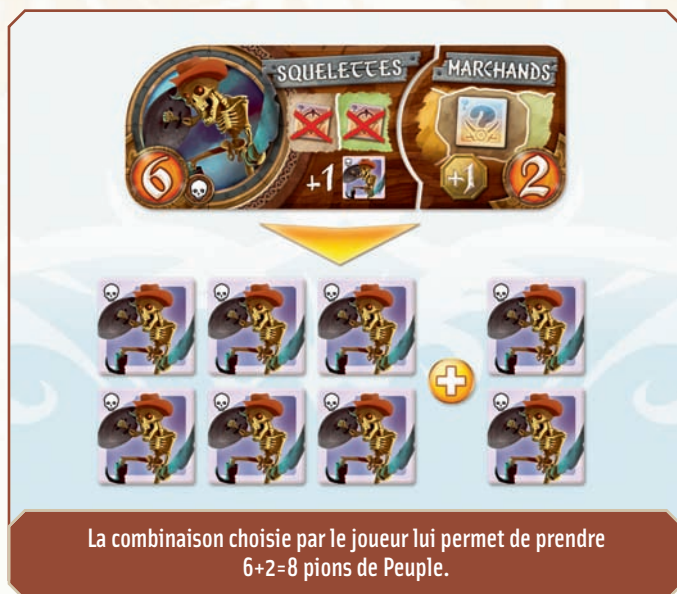 SQUELETTES MARCHANDS
6 +1 +1 2
La combinaison choisie par le joueur lui permet de prendre
6+2=8 pions de Peuple.